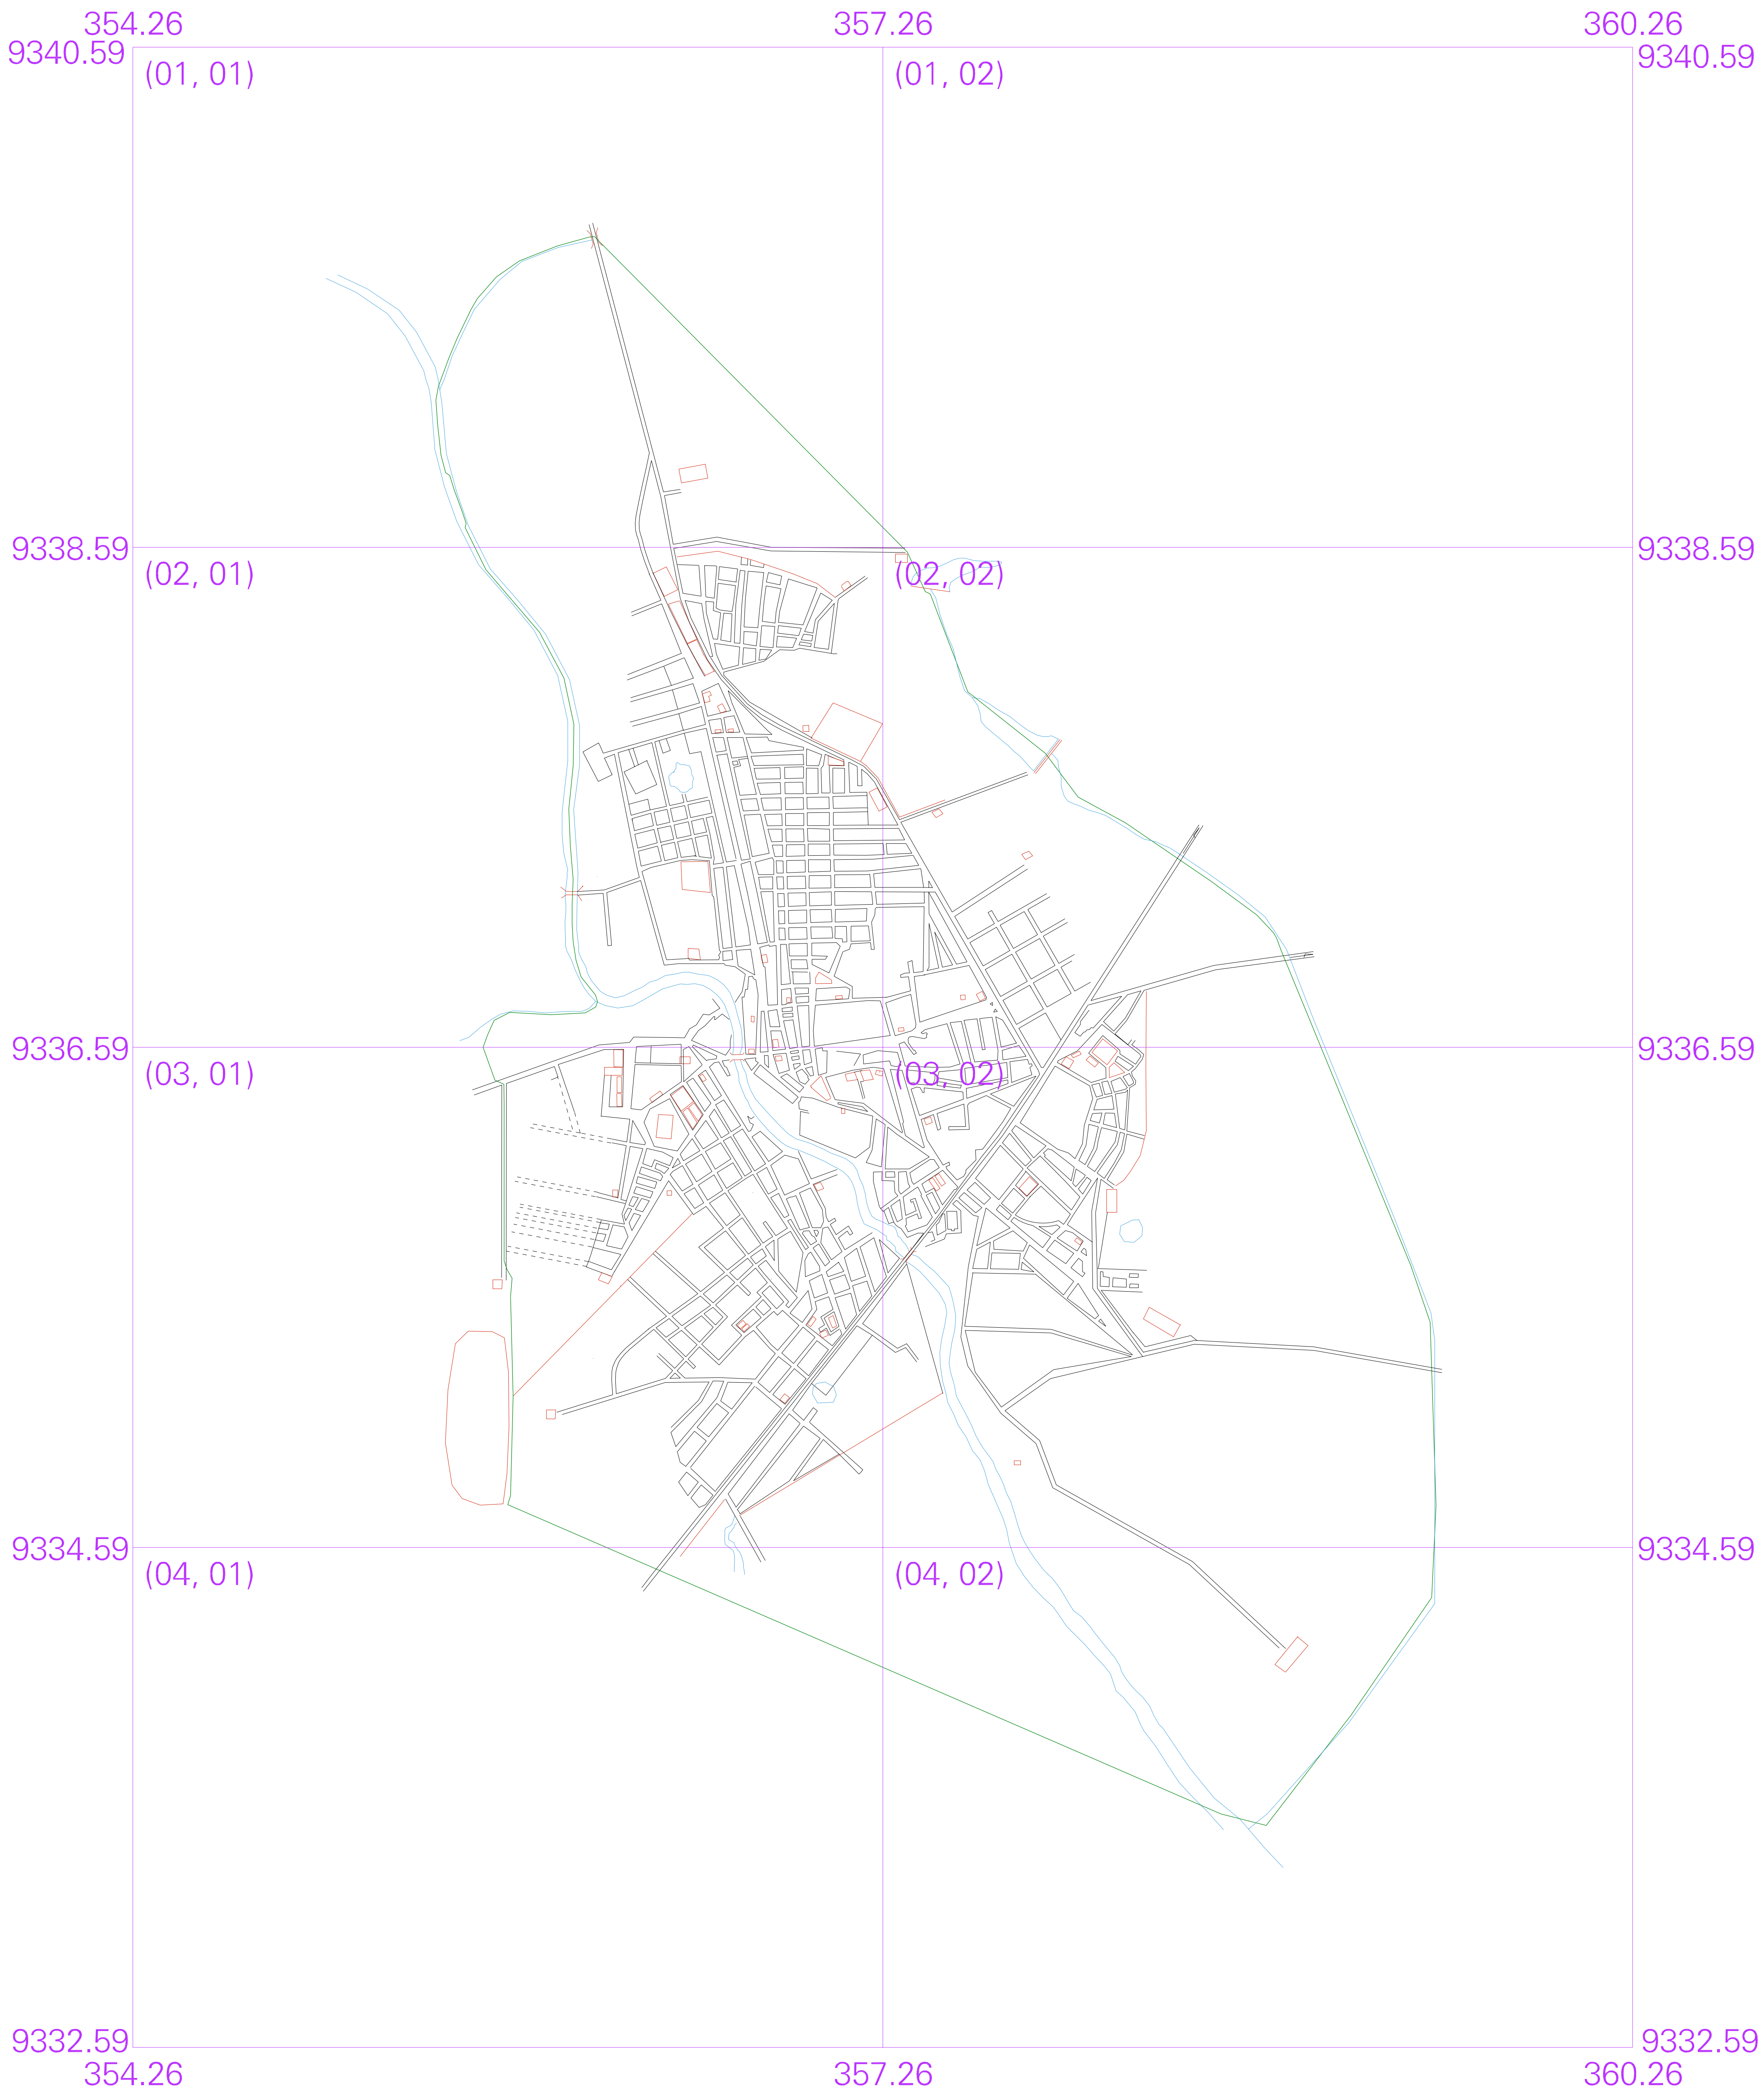 354.26 357.26 360.26
9340.59 9340.59
(01, 01) (01, 02)
9338.59 9338.59
(02, 01) (02, 02)
9336.59 9336.59
(03, 01) (03, 02)
9334.59 9334.59
(04, 01) (04, 02)
9332.59 9332.59
354.26 357.26 360.26